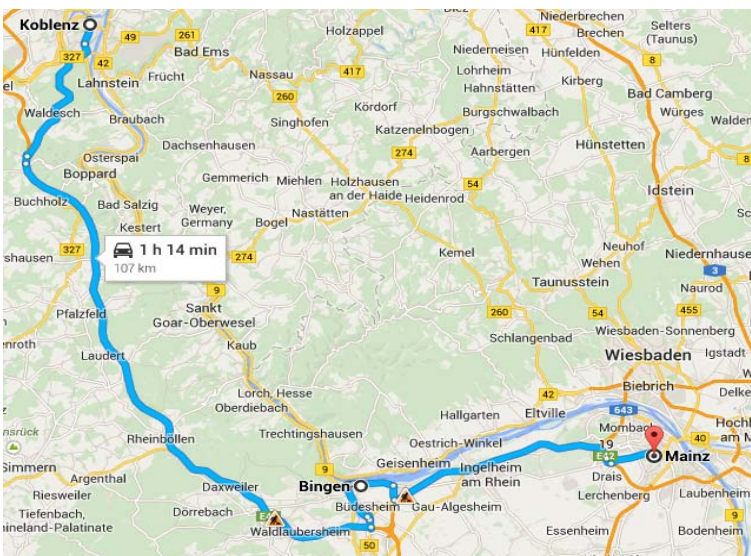 Koblenz
49
261
Bad Ems
Holzappel
417
Niederbrechen
Brechen
Selters
(Taunus)
327
42
Lahnstein
Frücht
Nassau
417
Niederneisen
Hünfelden
8
Lohrheim
Hahnstätten
Kirberg
Bad Camberg
Waldesch
Braubach
260
Singhofen
Kördorf
Burgschwalbach
Würges
Katzenelnbogen
Dachsenhausen
274
Aarbergen
Hünstetten
8
Osterspai
Boppard
Gemmerich
Miehlen
Holzhausen
an der Haide
Heidenrod
54
Idstein
Buchholz
Bad Salzig
Kestert
Weyer,
Germany
Bogel
Nastätten
327
1 h 14 min
107 km
274
Kemel
Neuhof
Wehen
Niedernhausen
3
9
Taunusstein
Naurod
Pfalzfeld
Sankt
Goar-Oberwesel
260
54
455
Laudert
Kaub
Schlangenbad
Wiesbaden-Sonnenberg
Wiesbaden
Igstadt
Lorch, Hesse
Oberdiebach
42
Biebrich
Hallgarten
Eltville
643
Trechtingshausen
Oestrich-Winkel
Mombach
Rheinböllen
9
Geisenheim
19
E42
40
Mainz
Simmern
Argenthal
Ingelheim
am Rhein
Drais
Riesweiler
Daxweiler
Bingen
Lerchenberg
Laubenheim
Tiefenbach,
Dörrebach
Büdesheim
Gau-Algesheim
9
Waldlaubersheim
50
Essenheim
Bodenheim